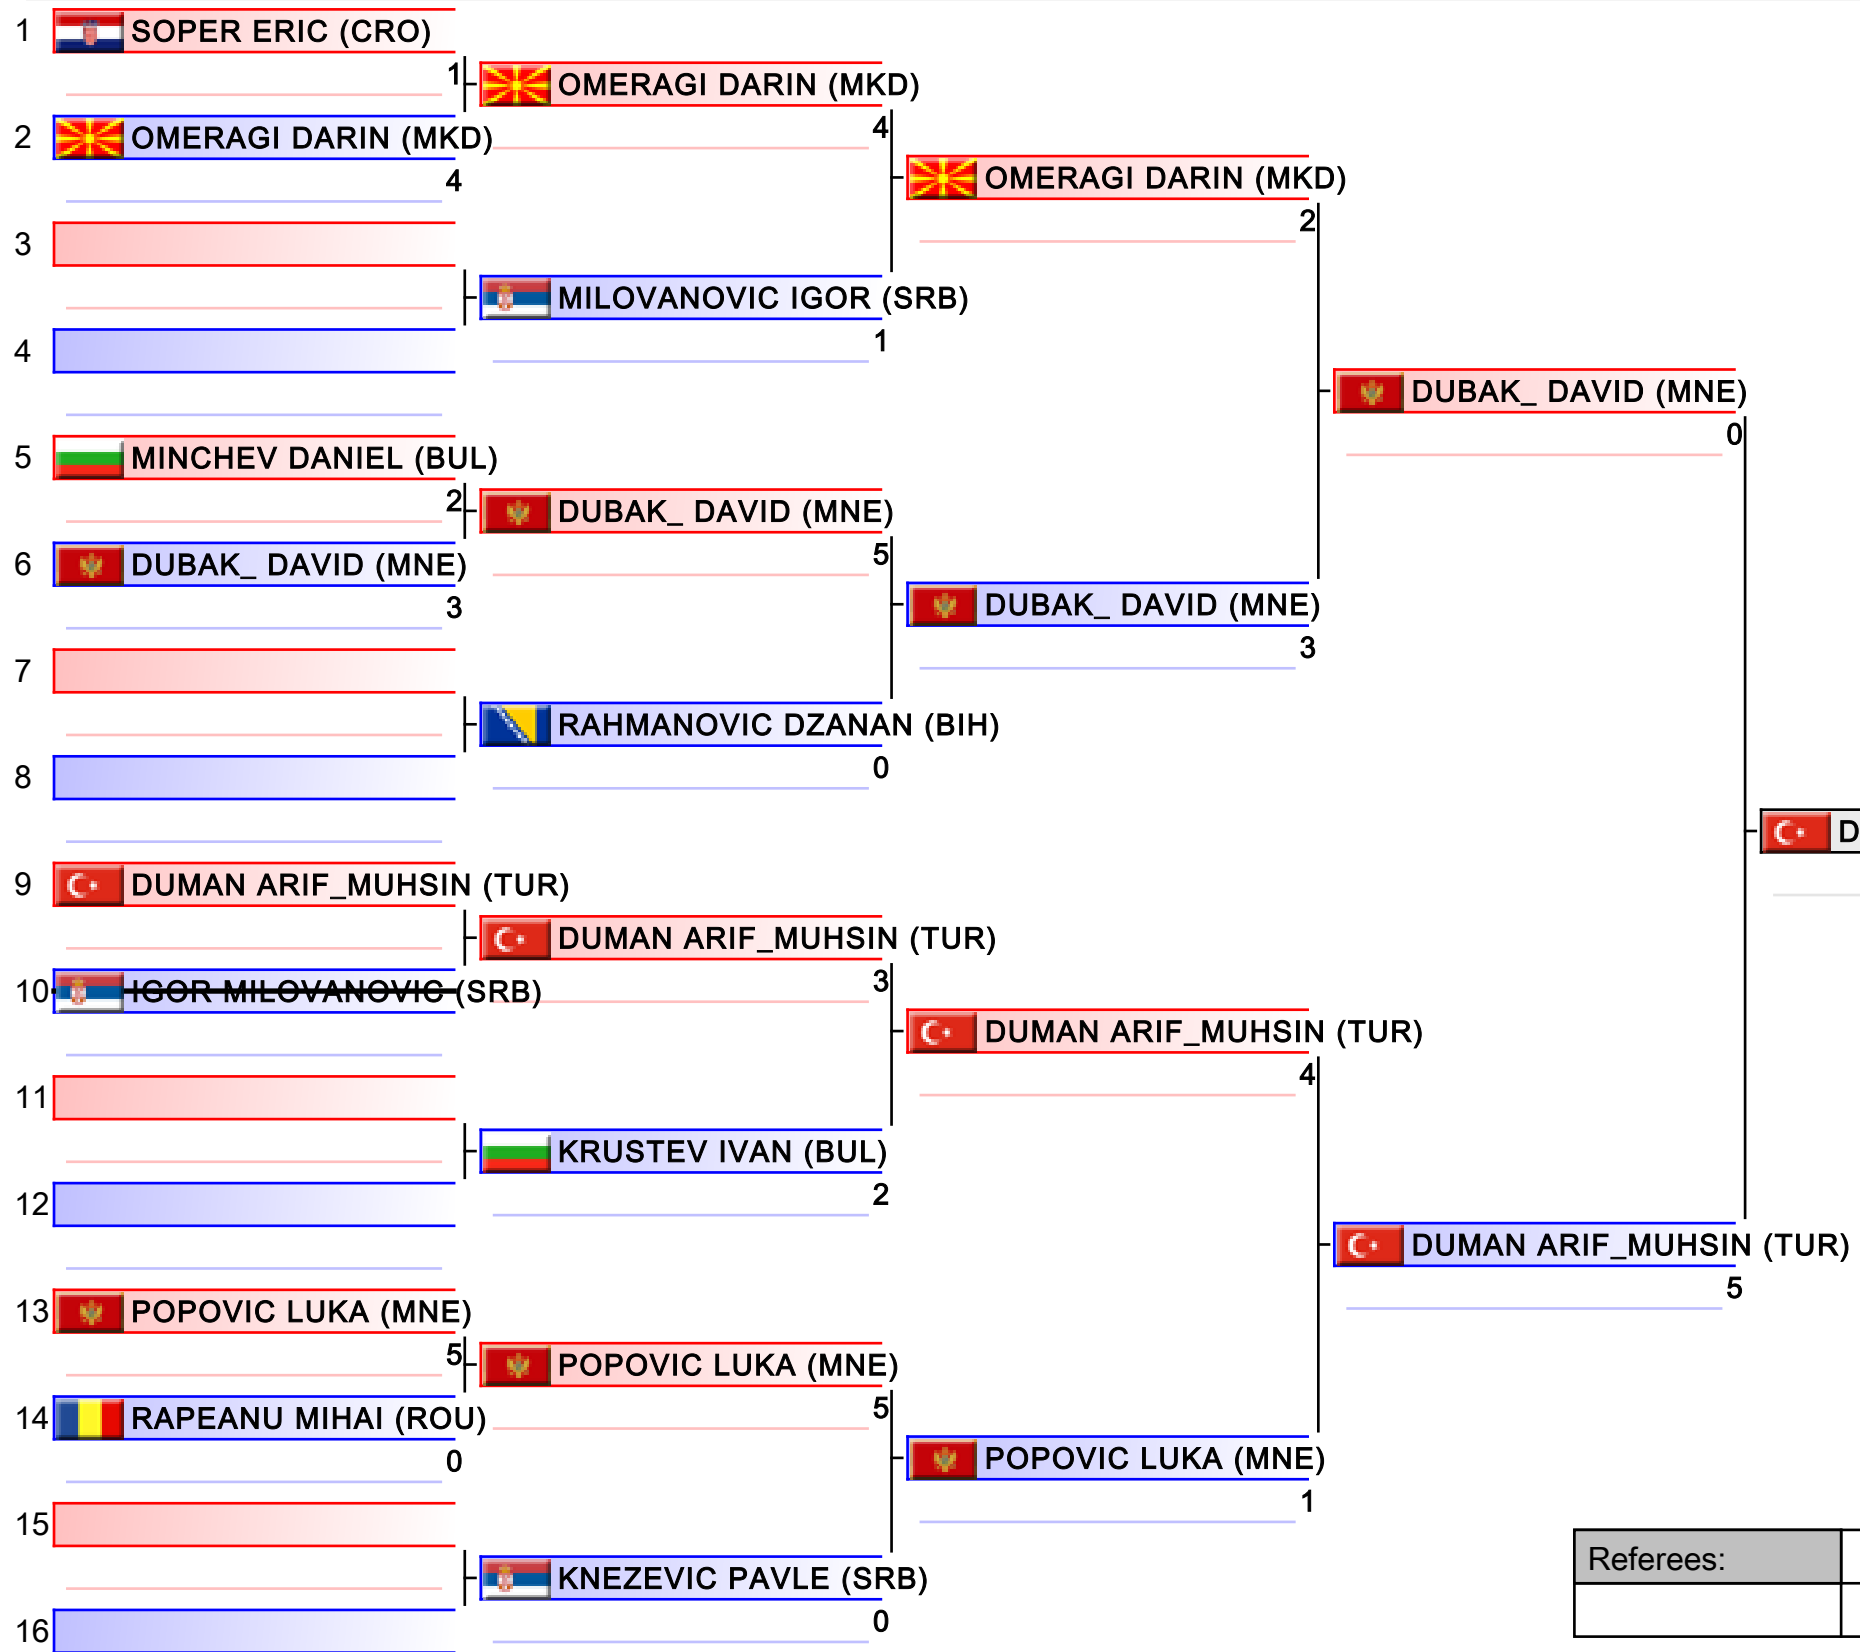 1 SOPER ERIC (CRO)
1
OMERAGI DARIN (MKD)
4
2 OMERAGI DARIN (MKD)
4
OMERAGI DARIN (MKD)
2
3
MILOVANOVIC IGOR (SRB)
1
4
DUBAK_ DAVID (MNE)
0
5 MINCHEV DANIEL (BUL)
2
DUBAK_ DAVID (MNE)
5
6 DUBAK_ DAVID (MNE)
3
DUBAK_ DAVID (MNE)
3
7
RAHMANOVIC DZANAN (BIH)
0
8
D
9 DUMAN ARIF_MUHSIN (TUR)
DUMAN ARIF_MUHSIN (TUR)
3
10 IGOR MILOVANOVIC (SRB)
DUMAN ARIF_MUHSIN (TUR)
4
11
KRUSTEV IVAN (BUL)
2
12
DUMAN ARIF_MUHSIN (TUR)
5
13 POPOVIC LUKA (MNE)
5
POPOVIC LUKA (MNE)
5
14 RAPEANU MIHAI (ROU)
0
POPOVIC LUKA (MNE)
1
15
Referees:
KNEZEVIC PAVLE (SRB)
0
16